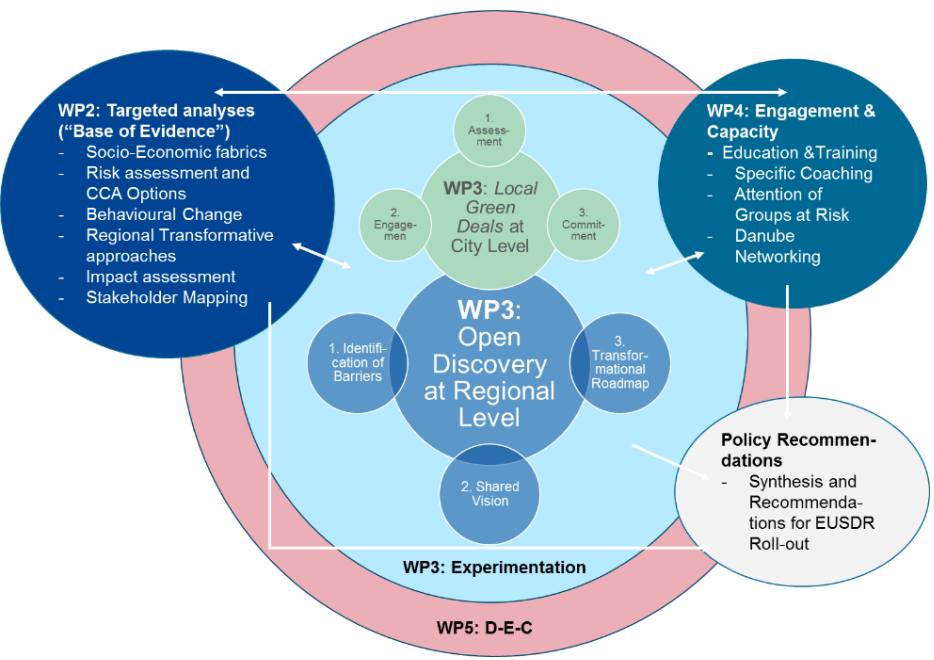 WP2: Targeted analyses
(“Base of Evidence”)
- Socio-Economic fabrics
- Risk assessment and
CCA Options
- Behavioural Change
- Regional Transformative
approaches
- Impact assessment
- Stakeholder Mapping
1.
Assess-
ment
WP3: Local
Green
Deals at
City Level
2.
Engage-
men
3.
Commit-
ment
WP3:
Open
Discovery
at Regional
Level
1. Identifi-
cation of
Barriers
3.
Transfor-
mational
Roadmap
2. Shared
Vision
WP3: Experimentation
WP5: D-E-C
WP4: Engagement &
Capacity
- Education &Training
- Specific Coaching
- Attention of
Groups at Risk
- Danube
Networking
Policy Recommen-
dations
- Synthesis and
Recommenda-
tions for EUSDR
Roll-out